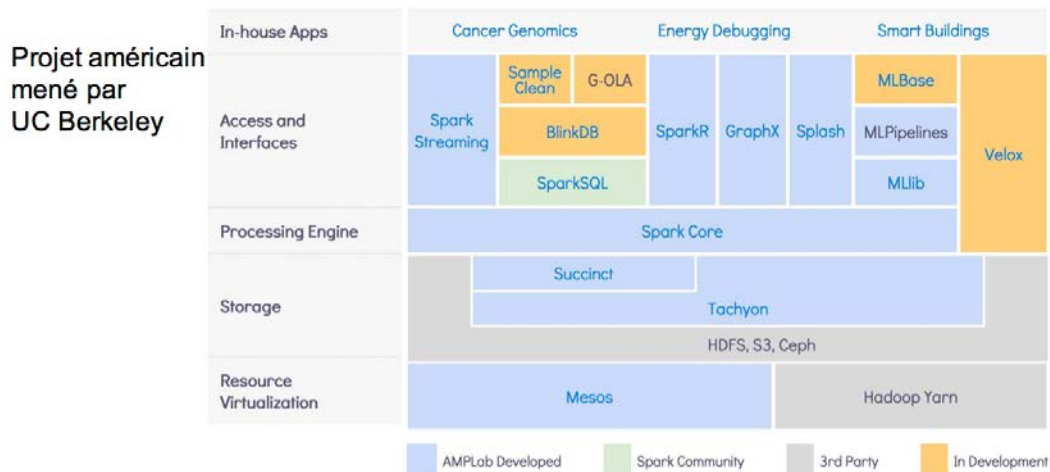 Projet américain
mené par
UC Berkeley
In-house Apps
Cancer Genomics
Energy Debugging
Smart Buildings
Access and
Interfaces
Spark
Streaming
Sample
Clean
G-OLA
BlinkDB
SparkSQL
SparkR
GraphX
Splash
MLBase
MLPipelines
MLlib
Velox
Processing Engine
Spark Core
Storage
Succinct
Tachyon
HDFS, S3, Ceph
Resource
Virtualization
Mesos
Hadoop Yarn
AMPLab Developed
Spark Community
3rd Party
In Development